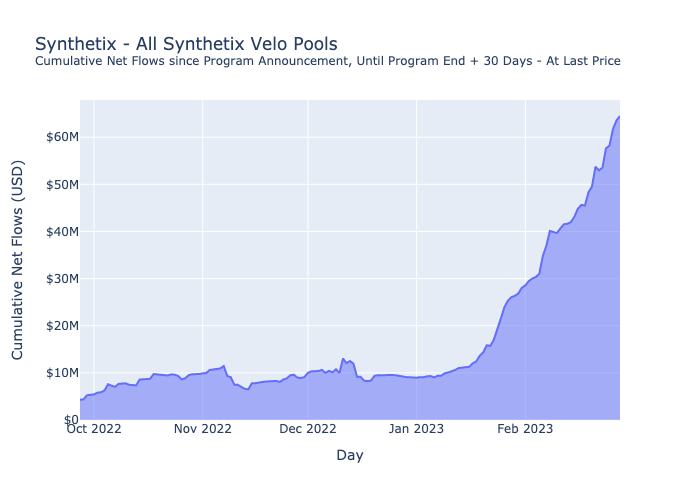 Synthetix - All Synthetix Velo Pools
Cumulative Net Flows since Program Announcement, Until Program End + 30 Days - At Last Price
Cumulative Net Flows (USD)
$60M
$50M
$40M
$30M
$20M
$10M
$0
Oct 2022 Nov 2022 Dec 2022 Jan 2023 Feb 2023
Day